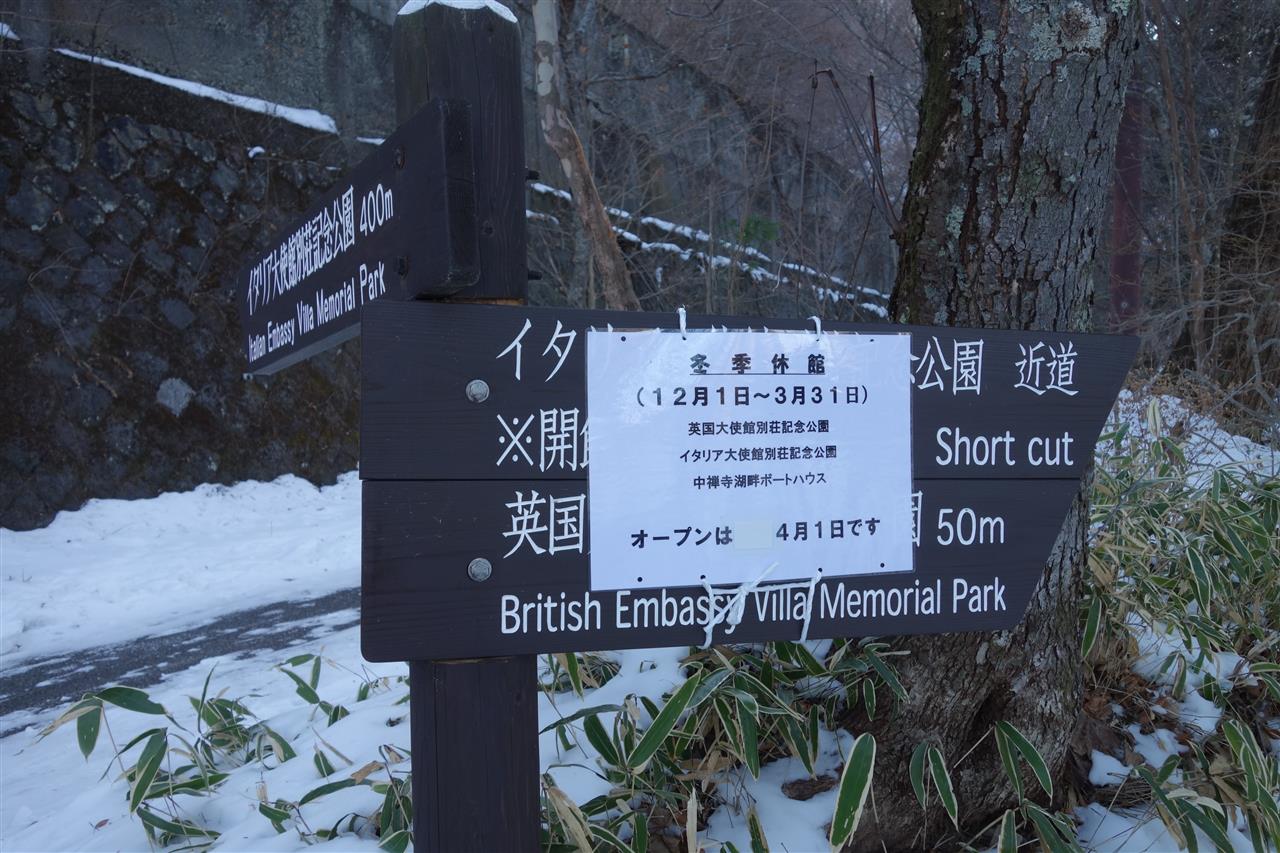 イタリア大使館別荘記念公園 400m
Italian Embassy Villa Memorial Park
イタ 公園 近道
※開館 Short cut
英国 園 50m
British Embassy Villa Memorial Park
冬季休館
(12月1日~3月31日)
英国大使館別荘記念公園
イタリア大使館別荘記念公園
中禅寺湖畔ボートハウス
オープンは 4月1日です